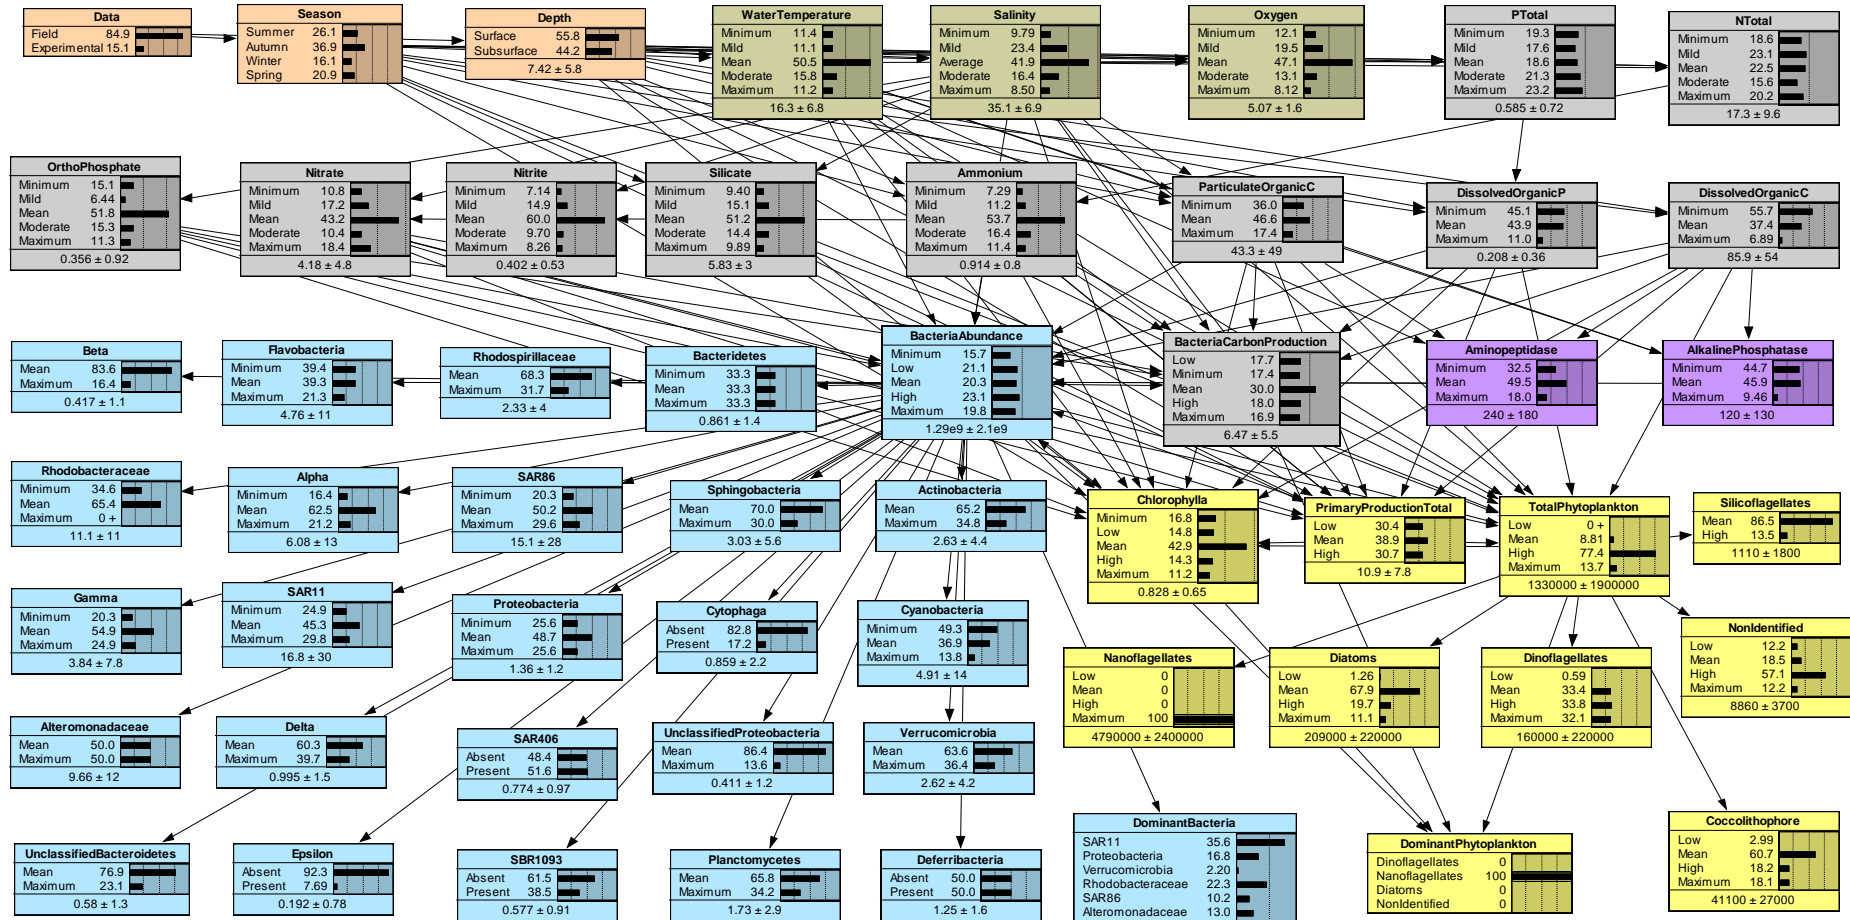 Data
Field 84.9
Experimental 15.1
Season
Summer 26.1
Autumn 36.9
Winter 16.1
Spring 20.9
Depth
Surface 55.8
Subsurface 44.2
7.42 ± 5.8
WaterTemperature
Minimum 11.4
Mild 11.1
Mean 50.5
Moderate 15.8
Maximum 11.2
16.3 ± 6.8
Salinity
Minimum 9.79
Mild 23.4
Average 41.9
Moderate 16.4
Maximum 8.50
35.1 ± 6.9
Oxygen
Miniumum 12.1
Mild 19.5
Mean 47.1
Moderate 13.1
Maximum 8.12
5.07 ± 1.6
PTotal
Minimum 19.3
Mild 17.6
Mean 18.6
Moderate 21.3
Maximum 23.2
0.585 ± 0.72
NTotal
Minimum 18.6
Mild 23.1
Mean 22.5
Moderate 15.6
Maximum 20.2
17.3 ± 9.6
OrthoPhosphate
Minimum 15.1
Mild 6.44
Mean 51.8
Moderate 15.3
Maximum 11.3
0.356 ± 0.92
Nitrate
Minimum 10.8
Mild 17.2
Mean 43.2
Moderate 10.4
Maximum 18.4
4.18 ± 4.8
Nitrite
Minimum 7.14
Mild 14.9
Mean 60.0
Moderate 9.70
Maximum 8.26
0.402 ± 0.53
Silicate
Minimum 9.40
Mild 15.1
Mean 51.2
Moderate 14.4
Maximum 9.89
5.83 ± 3
Ammonium
Minimum 7.29
Mild 11.2
Mean 53.7
Moderate 16.4
Maximum 11.4
0.914 ± 0.8
ParticulateOrganicC
Minimum 36.0
Mean 46.6
Maximum 17.4
43.3 ± 49
DissolvedOrganicP
Minimum 45.1
Mean 43.9
Maximum 11.0
0.208 ± 0.36
DissolvedOrganicC
Minimum 55.7
Mean 37.4
Maximum 6.89
85.9 ± 54
Beta
Mean 83.6
Maximum 16.4
0.417 ± 1.1
Flavobacteria
Minimum 39.4
Mean 39.3
Maximum 21.3
4.76 ± 11
Rhodospirillaceae
Mean 68.3
Maximum 31.7
2.33 ± 4
Bacteridetes
Minimum 33.3
Mean 33.3
Maximum 33.3
0.861 ± 1.4
BacteriaAbundance
Minimum 15.7
Low 21.1
Mean 20.3
High 23.1
Maximum 19.8
1.29e9 ± 2.1e9
BacteriaCarbonProduction
Low 17.7
Minimum 17.4
Mean 30.0
High 18.0
Maximum 16.9
6.47 ± 5.5
Aminopeptidase
Minimum 32.5
Mean 49.5
Maximum 18.0
240 ± 180
AlkalinePhosphatase
Minimum 44.7
Mean 45.9
Maximum 9.46
120 ± 130
Rhodobacteraceae
Minimum 34.6
Mean 65.4
Maximum 0 +
11.1 ± 11
Alpha
Minimum 16.4
Mean 62.5
Maximum 21.2
6.08 ± 13
SAR86
Minimum 20.3
Mean 50.2
Maximum 29.6
15.1 ± 28
Sphingobacteria
Mean 70.0
Maximum 30.0
3.03 ± 5.6
Actinobacteria
Mean 65.2
Maximum 34.8
2.63 ± 4.4
Chlorophylla
Minimum 16.8
Low 14.8
Mean 42.9
High 14.3
Maximum 11.2
0.828 ± 0.65
PrimaryProductionTotal
Low 30.4
Mean 38.9
High 30.7
10.9 ± 7.8
TotalPhytoplankton
Low 0 +
Mean 8.81
High 77.4
Maximum 13.7
1330000 ± 1900000
Silicoflagellates
Mean 86.5
High 13.5
1110 ± 1800
Gamma
Minimum 20.3
Mean 54.9
Maximum 24.9
3.84 ± 7.8
SAR11
Minimum 24.9
Mean 45.3
Maximum 29.8
16.8 ± 30
Proteobacteria
Minimum 25.6
Mean 48.7
Maximum 25.6
1.36 ± 1.2
Cytophaga
Absent 82.8
Present 17.2
0.859 ± 2.2
Cyanobacteria
Minimum 49.3
Mean 36.9
Maximum 13.8
4.91 ± 14
Nanoflagellates
Low 0
Mean 0
High 0
Maximum 100
4790000 ± 2400000
Diatoms
Low 1.26
Mean 67.9
High 19.7
Maximum 11.1
209000 ± 220000
Dinoflagellates
Low 0.59
Mean 33.4
High 33.8
Maximum 32.1
160000 ± 220000
NonIdentified
Low 12.2
Mean 18.5
High 57.1
Maximum 12.2
8860 ± 3700
Alteromonadaceae
Mean 50.0
Maximum 50.0
9.66 ± 12
Delta
Mean 60.3
Maximum 39.7
0.995 ± 1.5
SAR406
Absent 48.4
Present 51.6
0.774 ± 0.97
UnclassifiedProteobacteria
Mean 86.4
Maximum 13.6
0.411 ± 1.2
Verrucomicrobia
Mean 63.6
Maximum 36.4
2.62 ± 4.2
UnclassifiedBacteroidetes
Mean 76.9
Maximum 23.1
0.58 ± 1.3
Epsilon
Absent 92.3
Present 7.69
0.192 ± 0.78
SBR1093
Absent 61.5
Present 38.5
0.577 ± 0.91
Planctomycetes
Mean 65.8
Maximum 34.2
1.73 ± 2.9
Deferribacteria
Absent 50.0
Present 50.0
1.25 ± 1.6
DominantBacteria
SAR11 35.6
Proteobacteria 16.8
Verrucomicrobia 2.20
Rhodobacteraceae 22.3
SAR86 10.2
Alteromonadaceae 13.0
DominantPhytoplankton
Dinoflagellates 0
Nanoflagellates 100
Diatoms 0
NonIdentified 0
Coccolithophore
Low 2.99
Mean 60.7
High 18.2
Maximum 18.1
41100 ± 27000